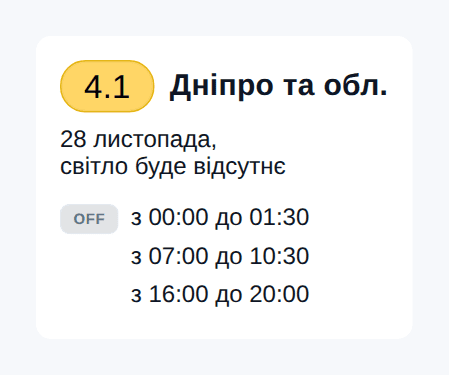 4.1 Дніпро та обл.
28 листопада,
світло буде відсутнє
OFF з 00:00 до 01:30
з 07:00 до 10:30
з 16:00 до 20:00